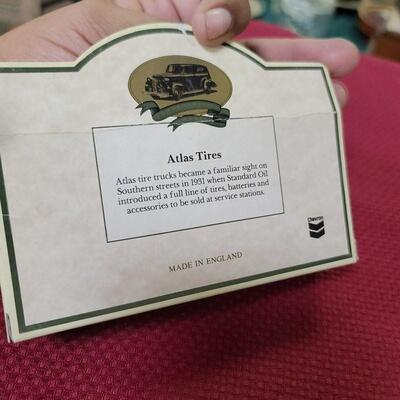 Atlas Tires
Atlas tire trucks became a familiar sight on
Southern streets in 1931 when Standard Oil
introduced a full line of tires, batteries and
accessories to be sold at service stations.
Chevron
MADE IN ENGLAND